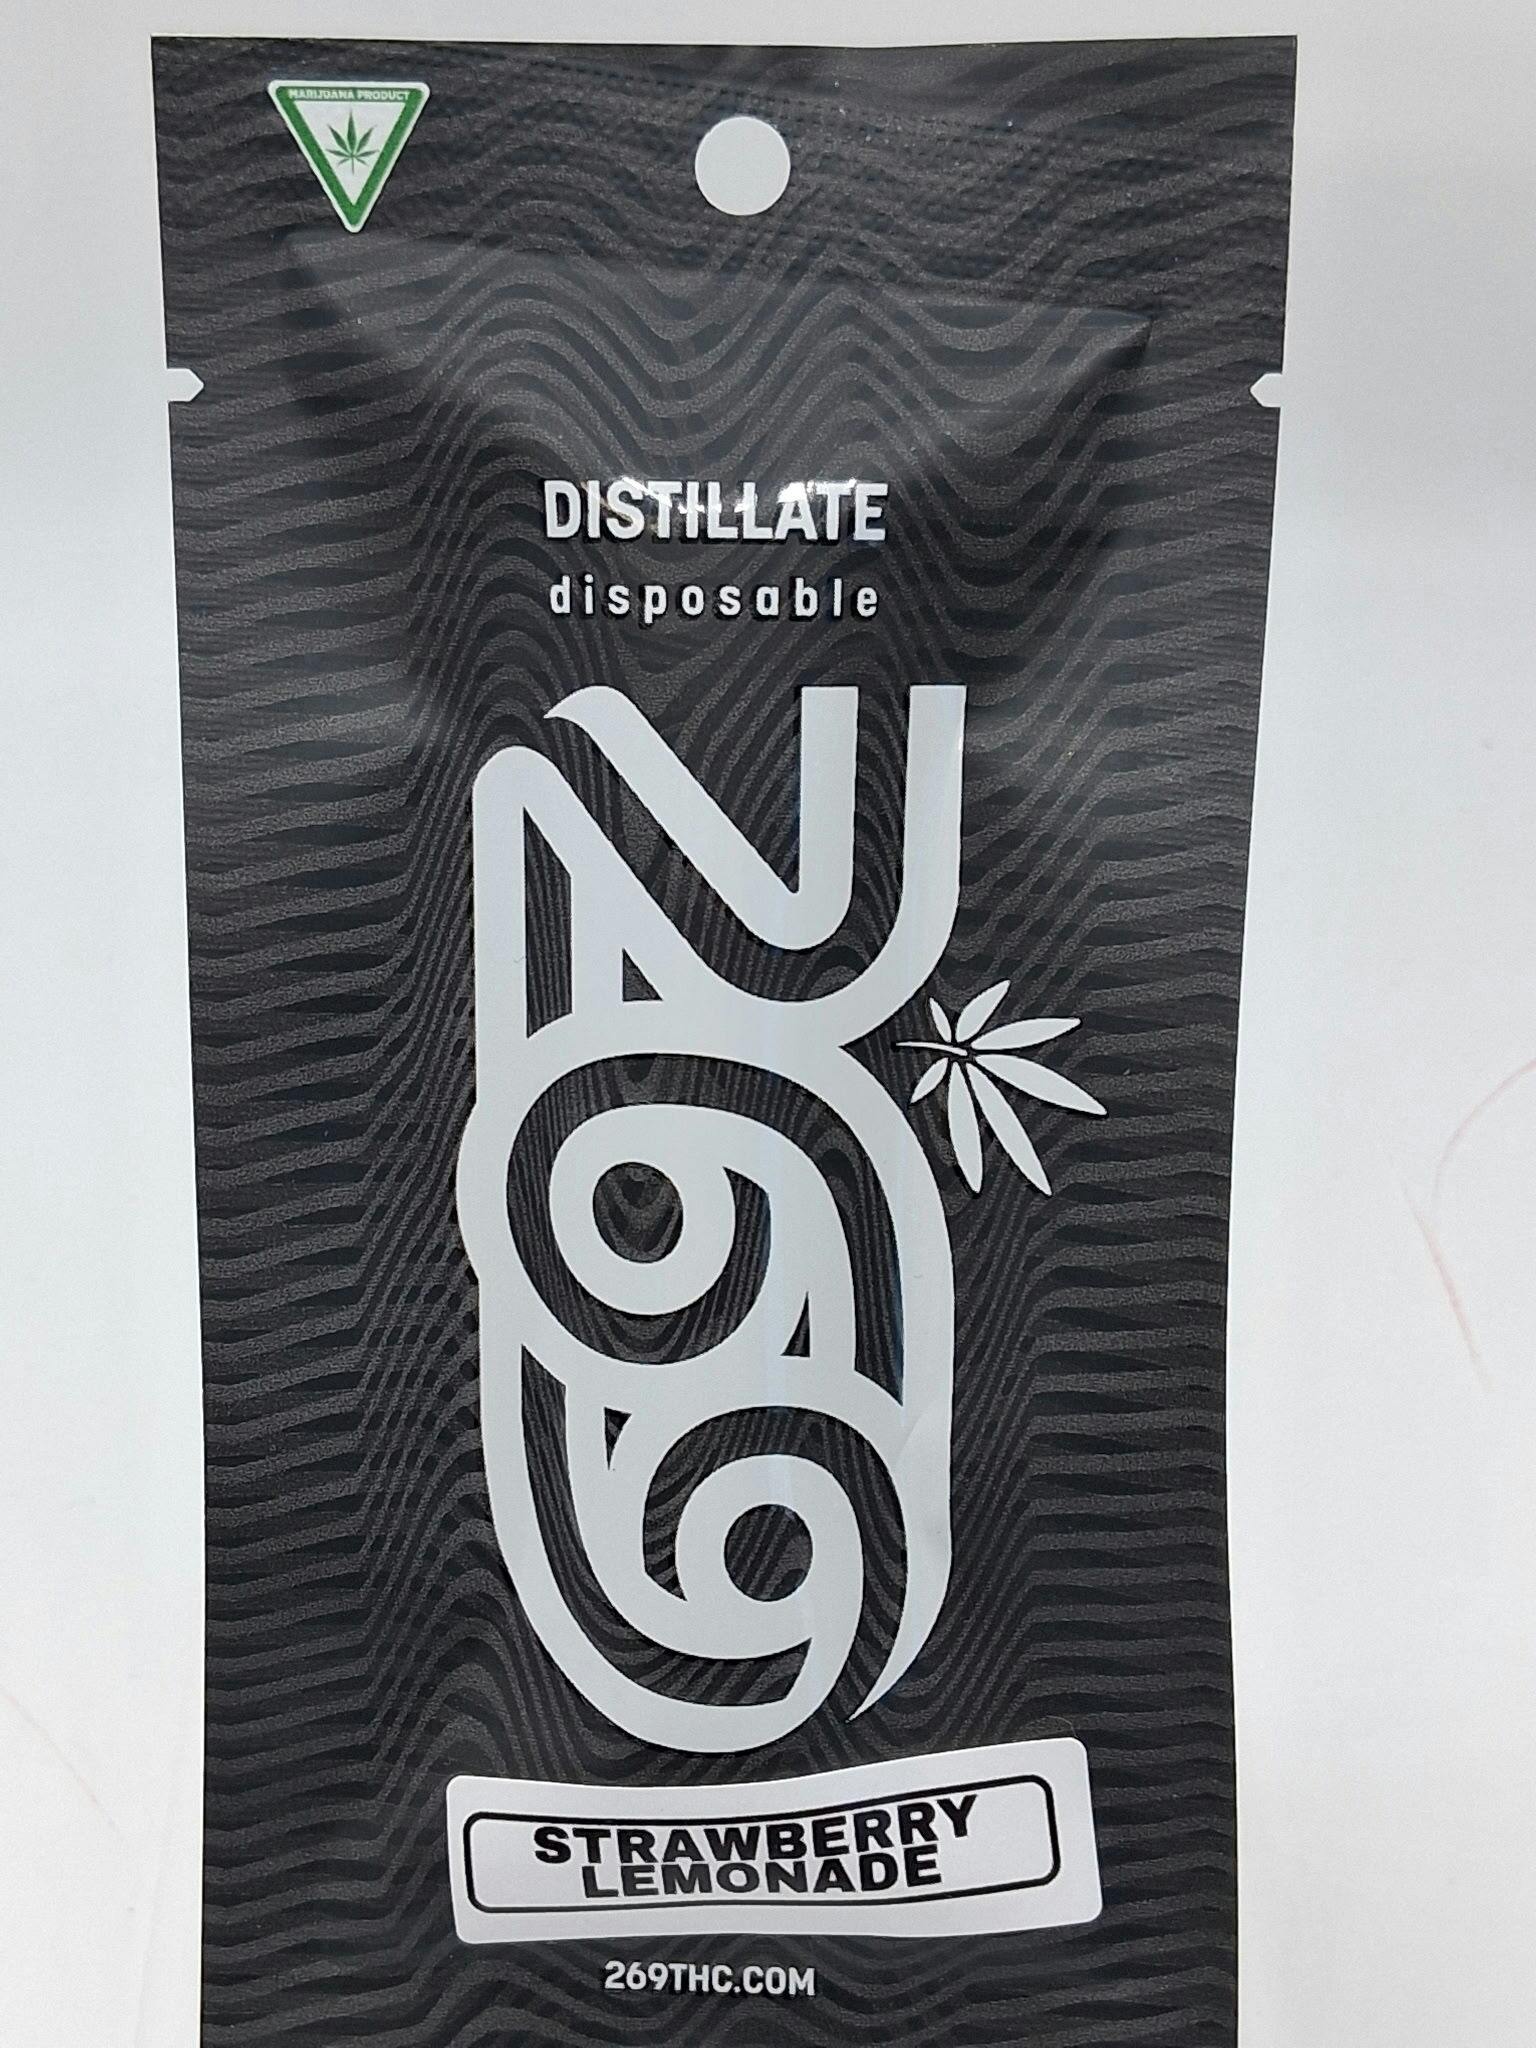 MARIJUANA PRODUCT
DISTILLATE
disposable
269
STRAWBERRY
LEMONADE
269THC.COM